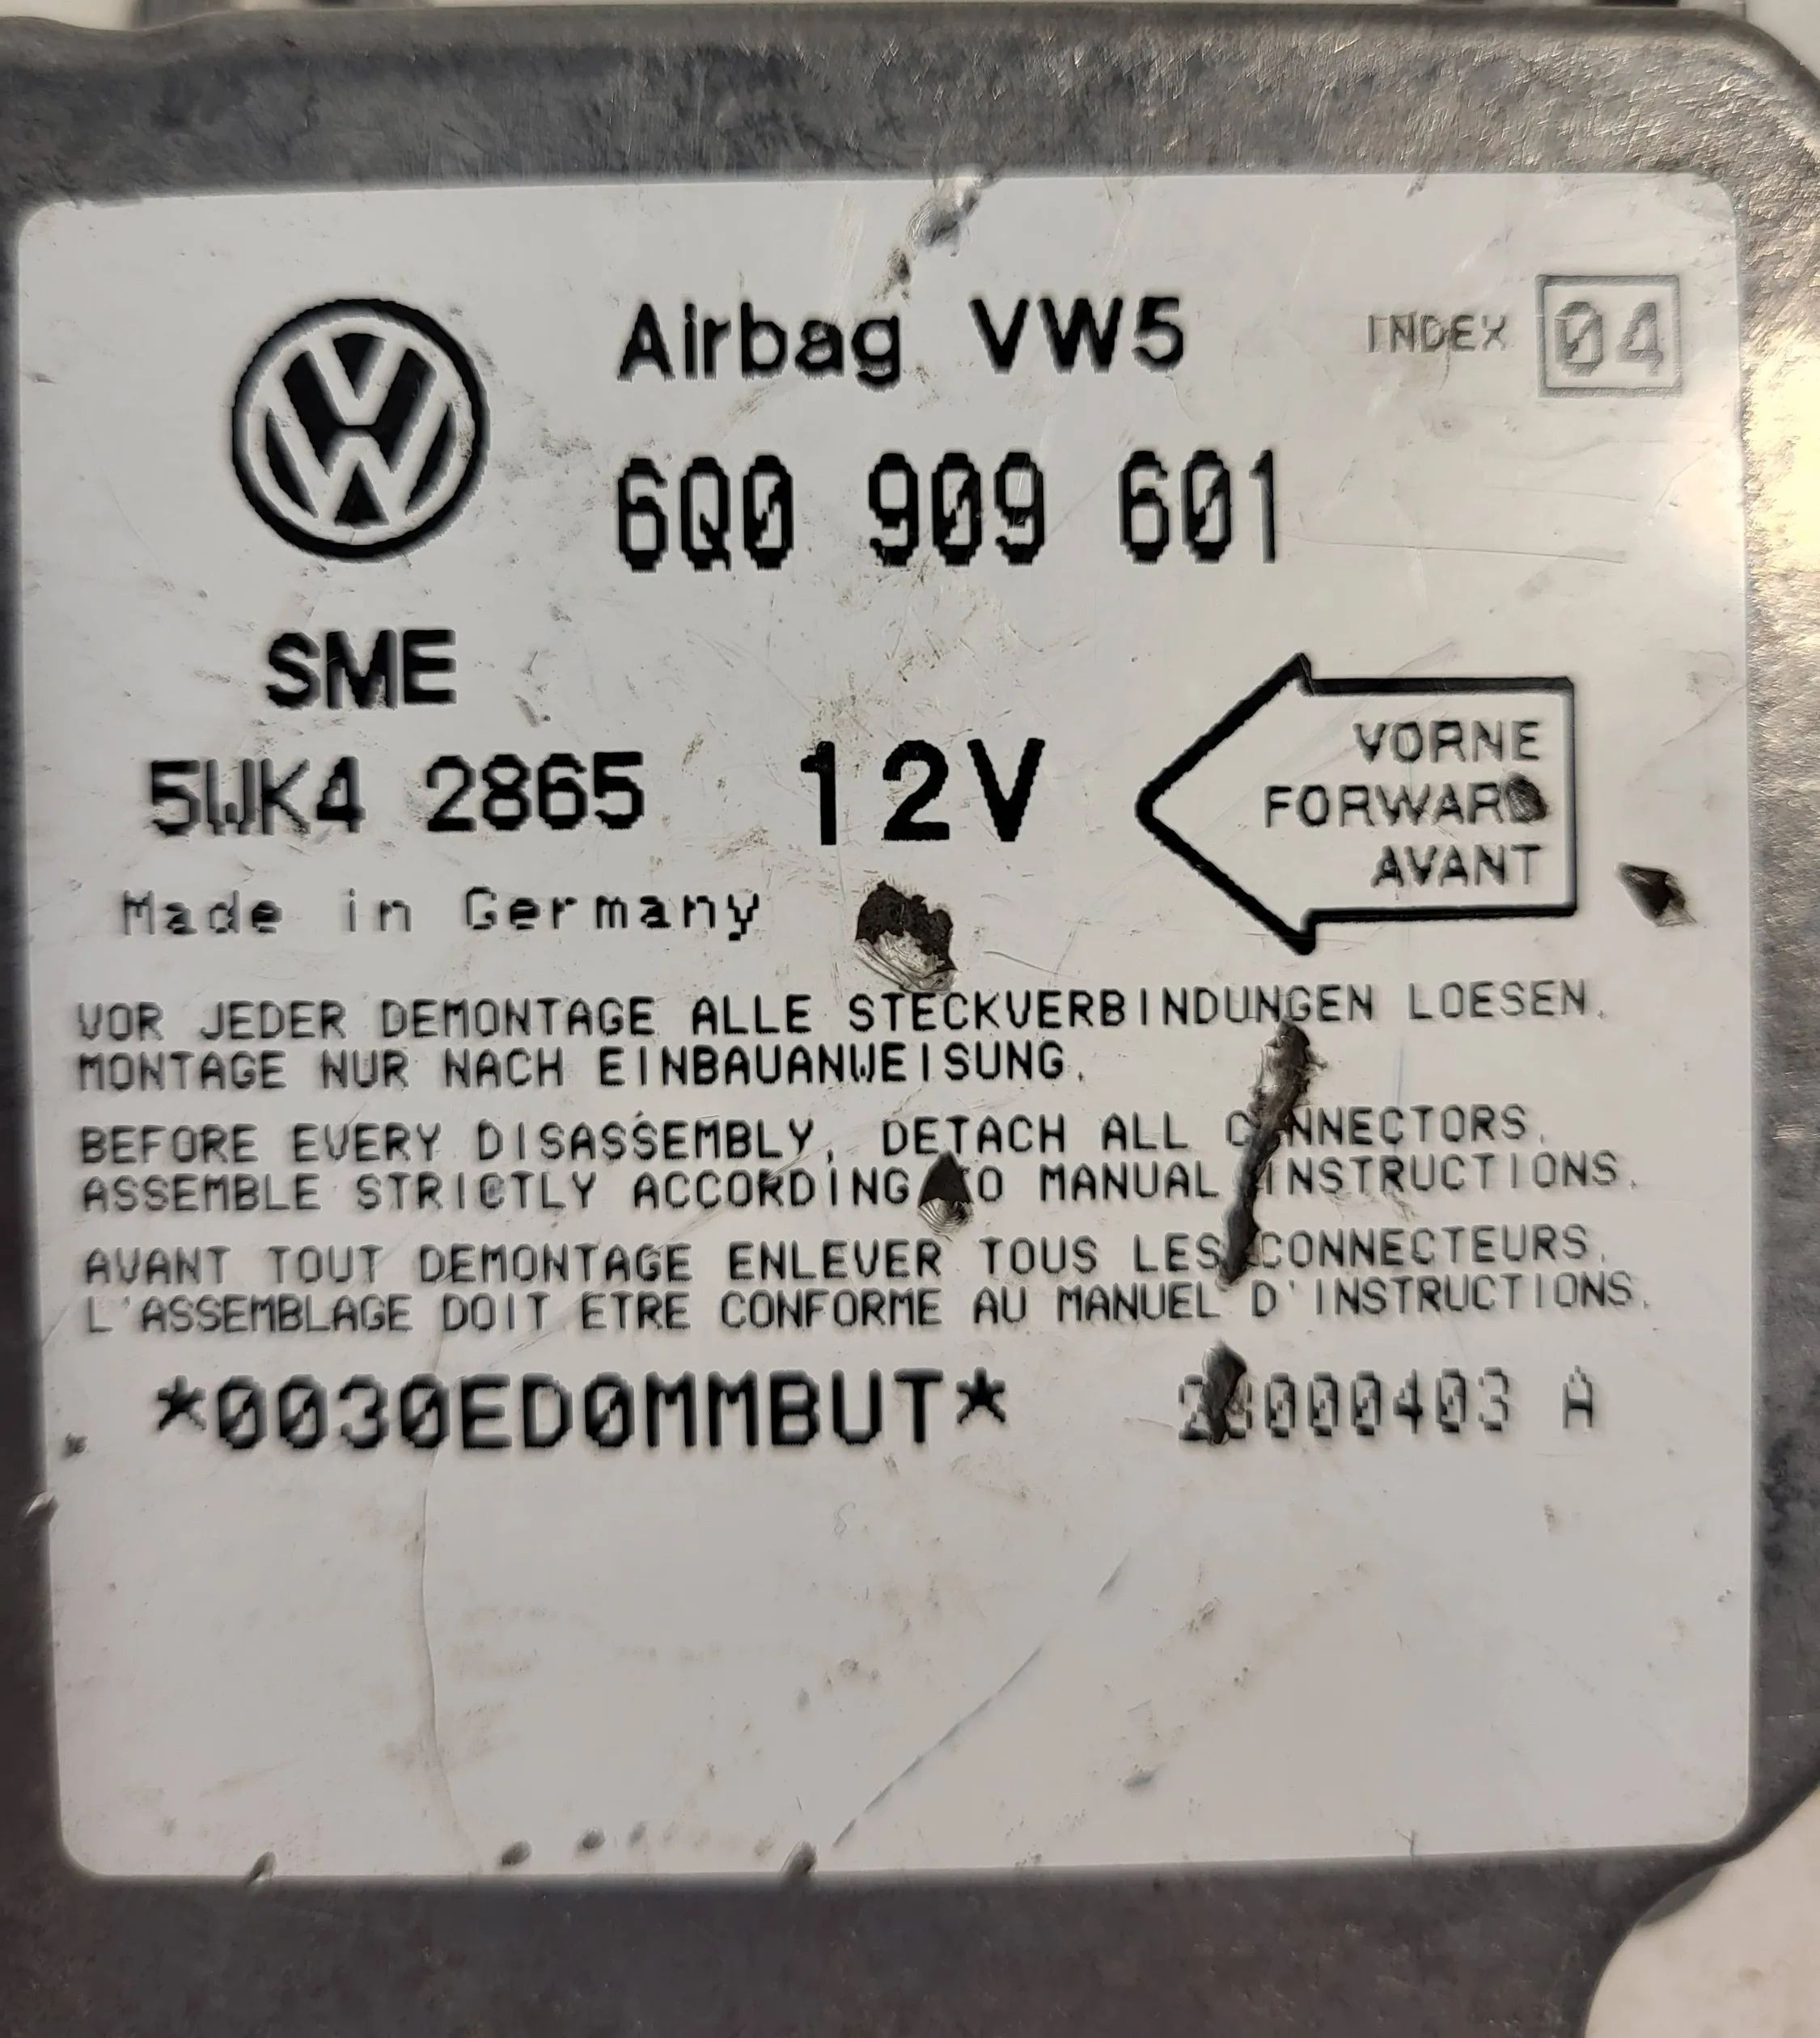 Airbag VW5 INDEX 04
6Q0 909 601
SME
5WK4 2865 12V
VORNE
FORWARD
AVANT
Made in Germany
VOR JEDER DEMONTAGE ALLE STECKVERBINDUNGEN LOESEN.
MONTAGE NUR NACH EINBAUANWEISUNG.
BEFORE EVERY DISASSEMBLY, DETACH ALL CONNECTORS.
ASSEMBLE STRICTLY ACCORDING TO MANUAL INSTRUCTIONS.
AVANT TOUT DEMONTAGE ENLEVER TOUS LES CONNECTEURS.
L'ASSEMBLAGE DOIT ETRE CONFORME AU MANUEL D'INSTRUCTIONS.
*0030ED0MMBUT* A